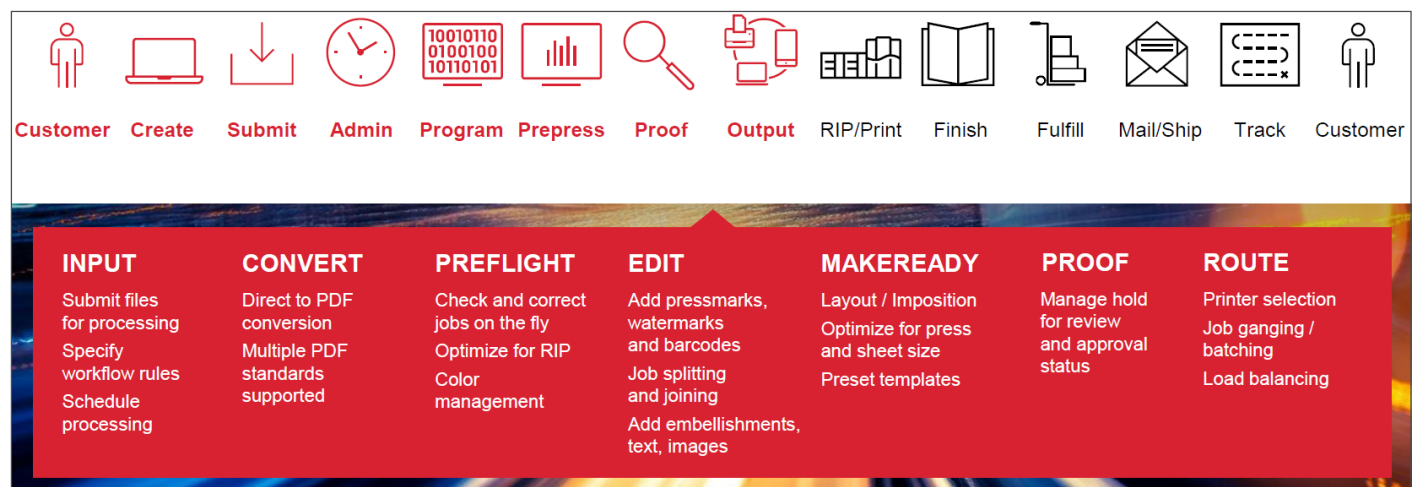 10010110
0100100
10110101
Customer
Create
Submit
Admin
Program
Prepress
Proof
Output
RIP/Print
Finish
Fulfill
Mail/Ship
Track
Customer
INPUT
Submit files
for processing
Specify
workflow rules
Schedule
processing
CONVERT
Direct to PDF
conversion
Multiple PDF
standards
supported
PREFLIGHT
Check and correct
jobs on the fly
Optimize for RIP
Color
management
EDIT
Add pressmarks,
watermarks
and barcodes
Job splitting
and joining
Add embellishments,
text, images
MAKEREADY
Layout / Imposition
Optimize for press
and sheet size
Preset templates
PROOF
Manage hold
for review
and approval
status
ROUTE
Printer selection
Job ganging /
batching
Load balancing